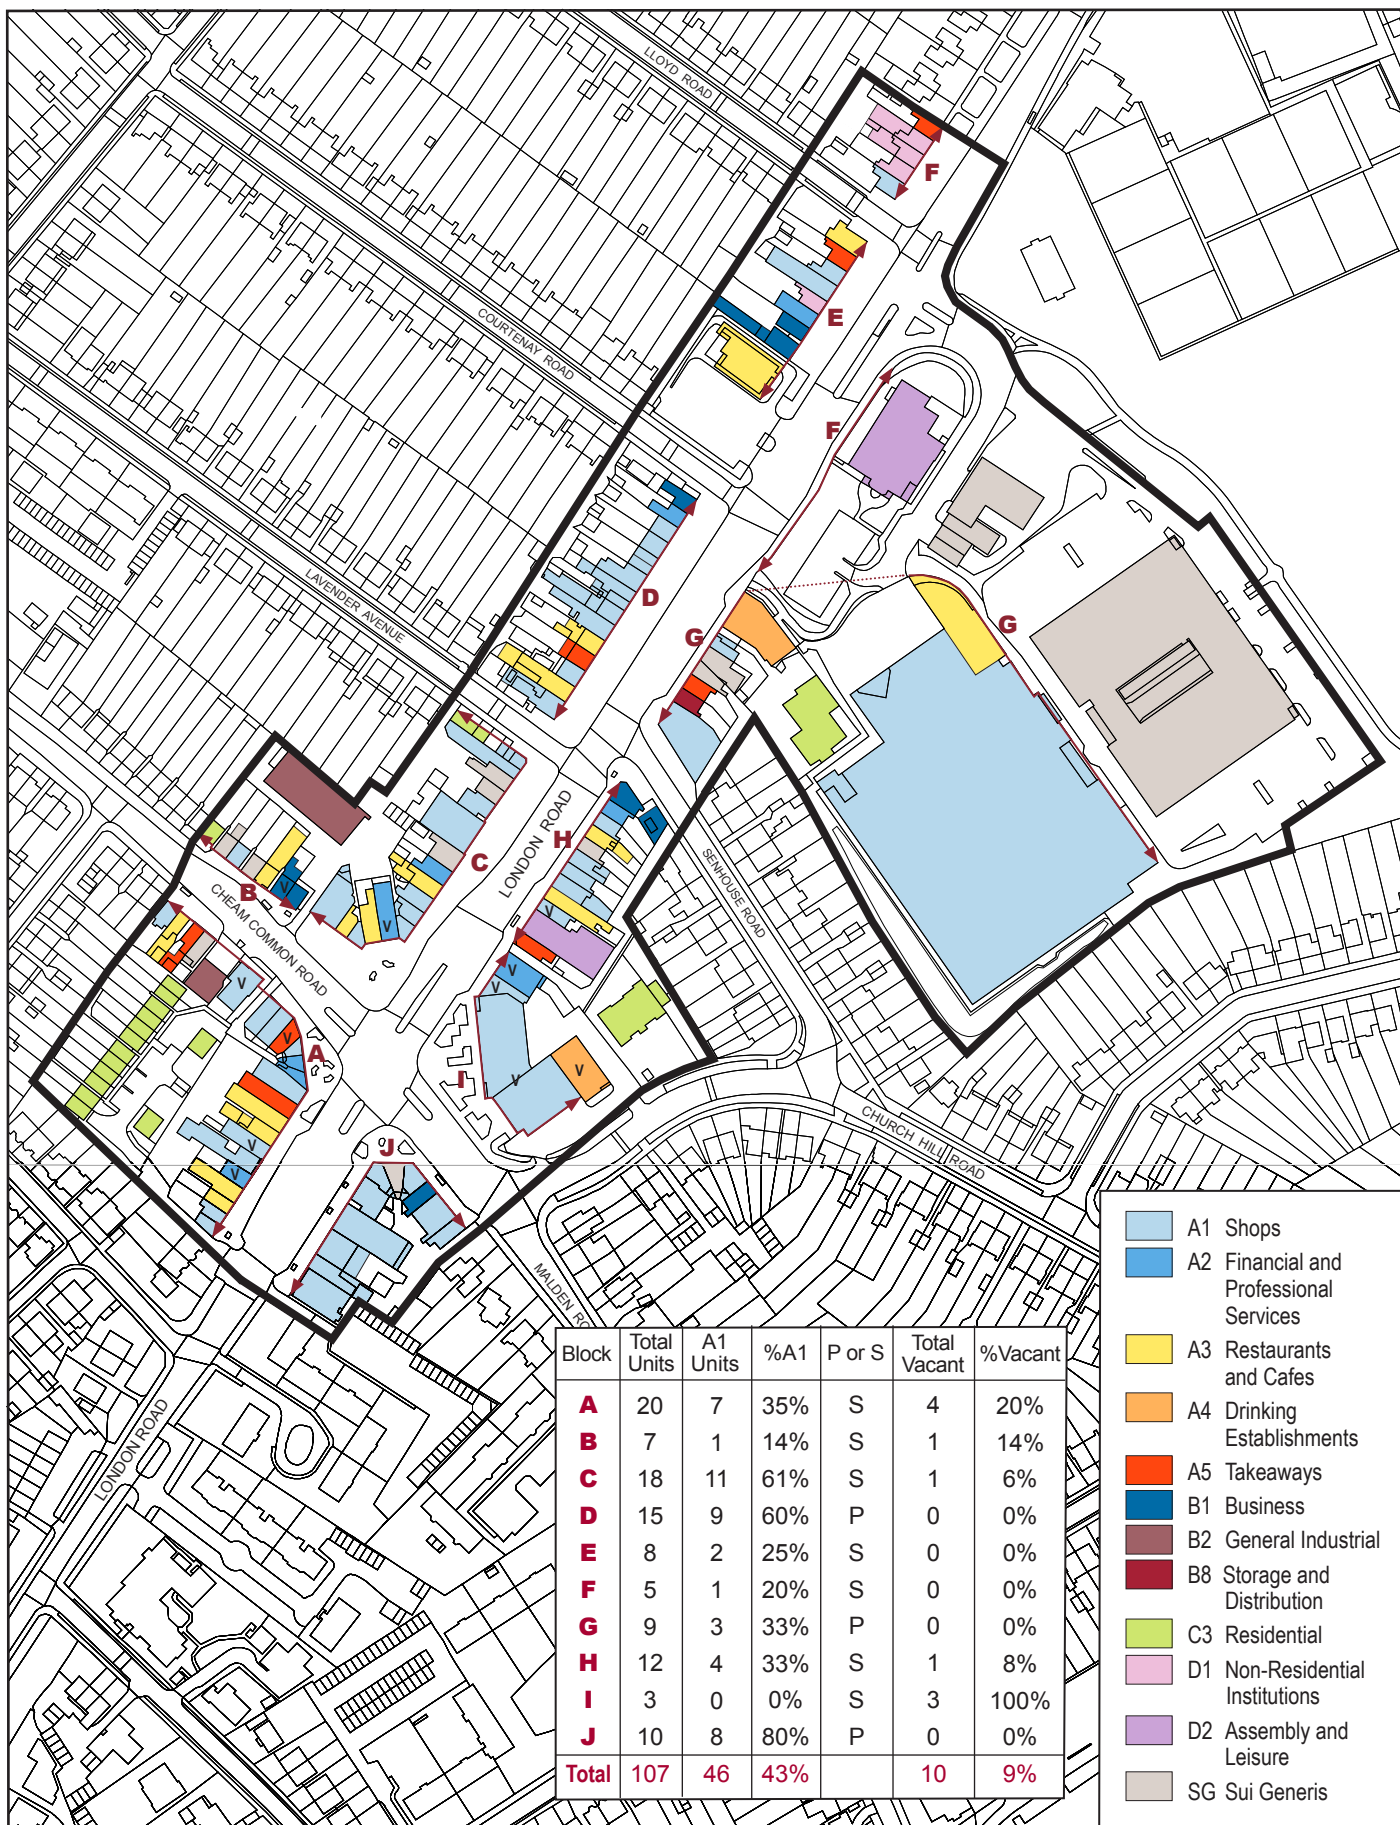 LLOYD ROAD
F
E
COURTENAY ROAD
F
LAVENDER AVENUE
D
G
G
LONDON ROAD
H
C
SENHOUSE ROAD
B
V
V
V
CHEAM COMMON ROAD
V
V
V
V
A
I
V
V
CHURCH HILL ROAD
V
J
V
MALDEN RO
LONDON ROAD
Block Total Units A1 Units %A1 P or S Total Vacant %Vacant
A 20 7 35% S 4 20%
B 7 1 14% S 1 14%
C 18 11 61% S 1 6%
D 15 9 60% P 0 0%
E 8 2 25% S 0 0%
F 5 1 20% S 0 0%
G 9 3 33% P 0 0%
H 12 4 33% S 1 8%
I 3 0 0% S 3 100%
J 10 8 80% P 0 0%
Total 107 46 43% 10 9%
A1 Shops
A2 Financial and
Professional
Services
A3 Restaurants
and Cafes
A4 Drinking
Establishments
A5 Takeaways
B1 Business
B2 General Industrial
B8 Storage and
Distribution
C3 Residential
D1 Non-Residential
Institutions
D2 Assembly and
Leisure
SG Sui Generis